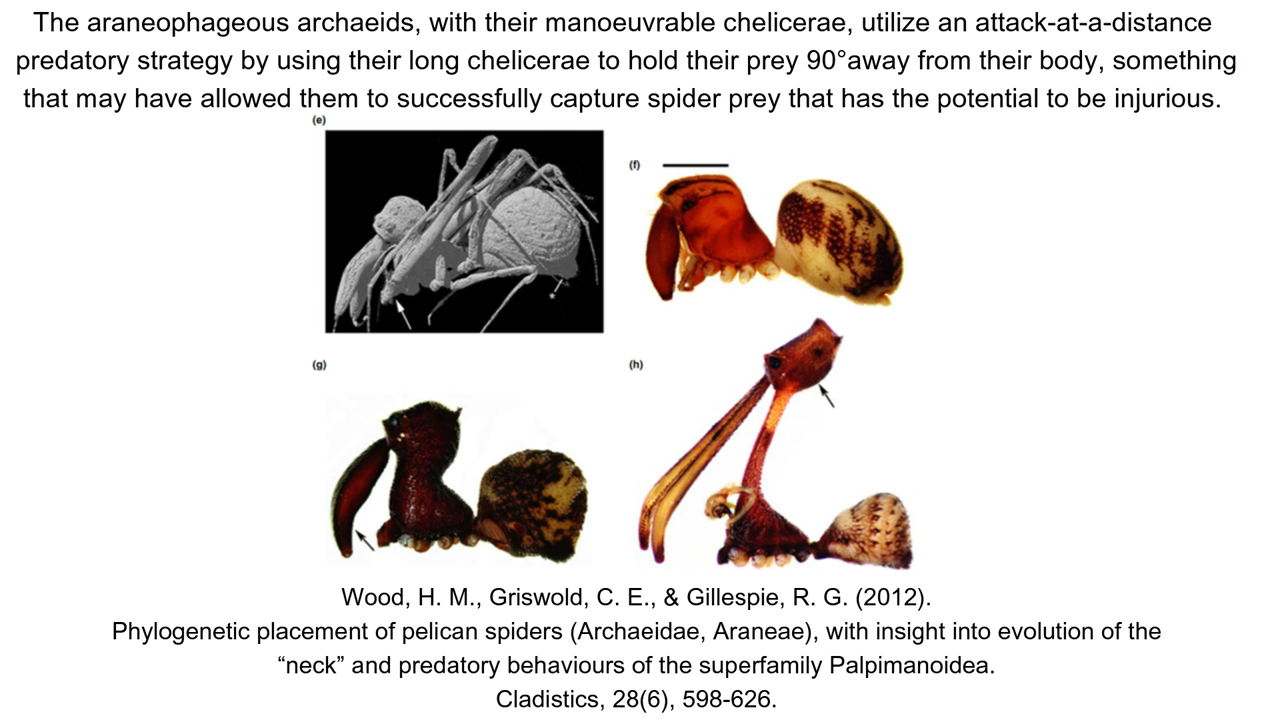 The araneophageous archaeids, with their manoeuvrable chelicerae, utilize an attack-at-a-distance
predatory strategy by using their long chelicerae to hold their prey 90°away from their body, something
that may have allowed them to successfully capture spider prey that has the potential to be injurious.
(e)
(f)
(g)
(h)
Wood, H. M., Griswold, C. E., & Gillespie, R. G. (2012).
Phylogenetic placement of pelican spiders (Archaeidae, Araneae), with insight into evolution of the
“neck” and predatory behaviours of the superfamily Palpimanoidea.
Cladistics, 28(6), 598-626.